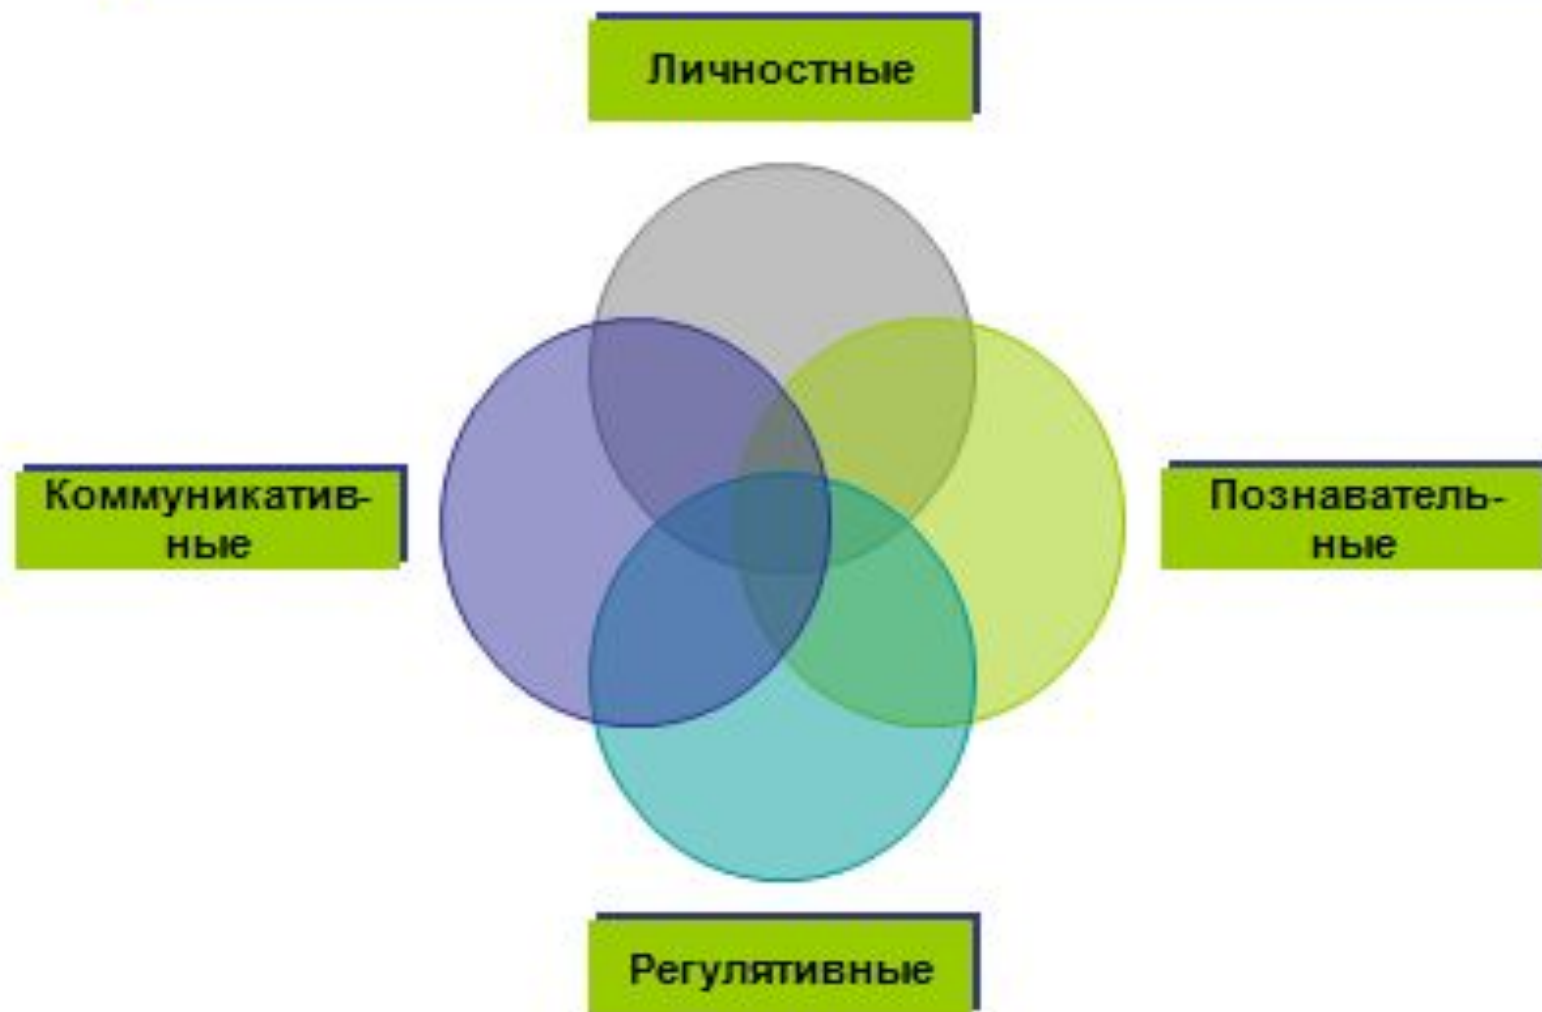 Личностные
Коммуникатив-
ные
Познаватель-
ные
Регулятивные